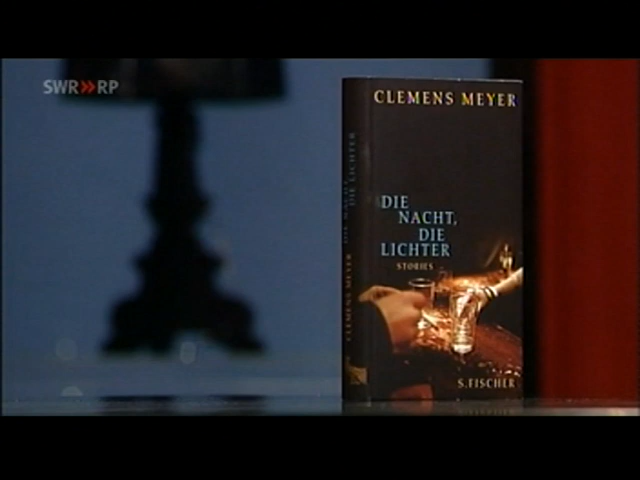 SWR»RP
CLEMENS MEYER
DIE
NACHT,
DIE
LICHTER
STORIES
S. FISCHER
CLEMENS MEYER
DIE NACHT,
DIE LICHTER